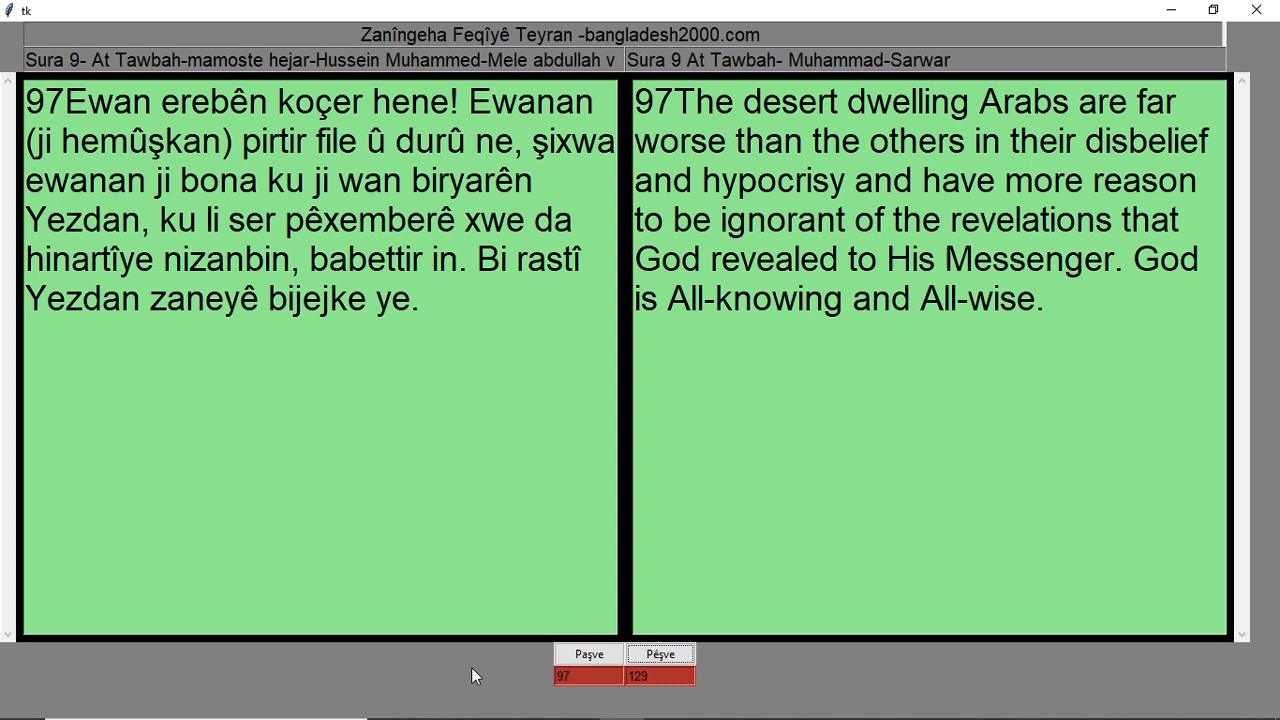 tk
Zanîngeha Feqîyê Teyran -bangladesh2000.com
Sura 9- At Tawbah-mamoste hejar-Hussein Muhammed-Mele abdullah v
Sura 9 At Tawbah- Muhammad-Sarwar
97Ewan erebên koçer hene! Ewanan
(ji hemûşkan) pirtir file û durû ne, şixwa
ewanan ji bona ku ji wan biryarên
Yezdan, ku li ser pêxemberê xwe da
hinartîye nizanbin, babettir in. Bi rastî
Yezdan zaneyê bijejke ye.
97The desert dwelling Arabs are far
worse than the others in their disbelief
and hypocrisy and have more reason
to be ignorant of the revelations that
God revealed to His Messenger. God
is All-knowing and All-wise.
Paşve
Pêşve
97
129